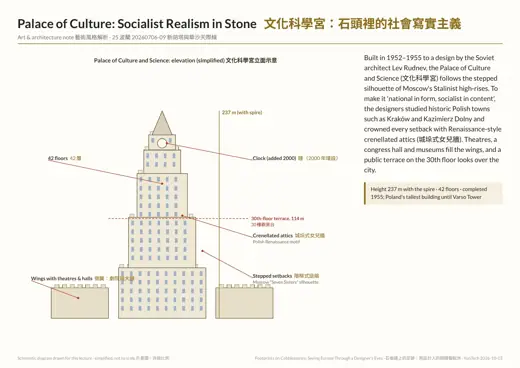 Palace of Culture: Socialist Realism in Stone 文化科學宮：石頭裡的社會寫實主義
Art & architecture note 藝術風格解析 · 25 波蘭 20260706-09 新舖哨與華沙天際線
Palace of Culture and Science: elevation (simplified) 文化科學宮立面示意
237 m (with spire)
42 floors 42 層
Clock (added 2000) 鐘（2000 年增設）
30th-floor terrace, 114 m
30 樓觀景台
Crenellated attics 城垛式女兒牆
Polish Renaissance motif
Wings with theatres & halls 側翼：劇院與大廳
Stepped setbacks 階梯式退縮
Moscow "Seven Sisters" silhouette
Built in 1952–1955 to a design by the Soviet
architect Lev Rudnev, the Palace of Culture
and Science (文化科學宮) follows the stepped
silhouette of Moscow's Stalinist high-rises. To
make it 'national in form, socialist in content',
the designers studied historic Polish towns
such as Kraków and Kazimierz Dolny and
crowned every setback with Renaissance-style
crenellated attics (城垛式女兒牆). Theatres, a
congress hall and museums fill the wings, and a
public terrace on the 30th floor looks over the
city.
Height 237 m with the spire · 42 floors · completed
1955; Poland's tallest building until Varso Tower